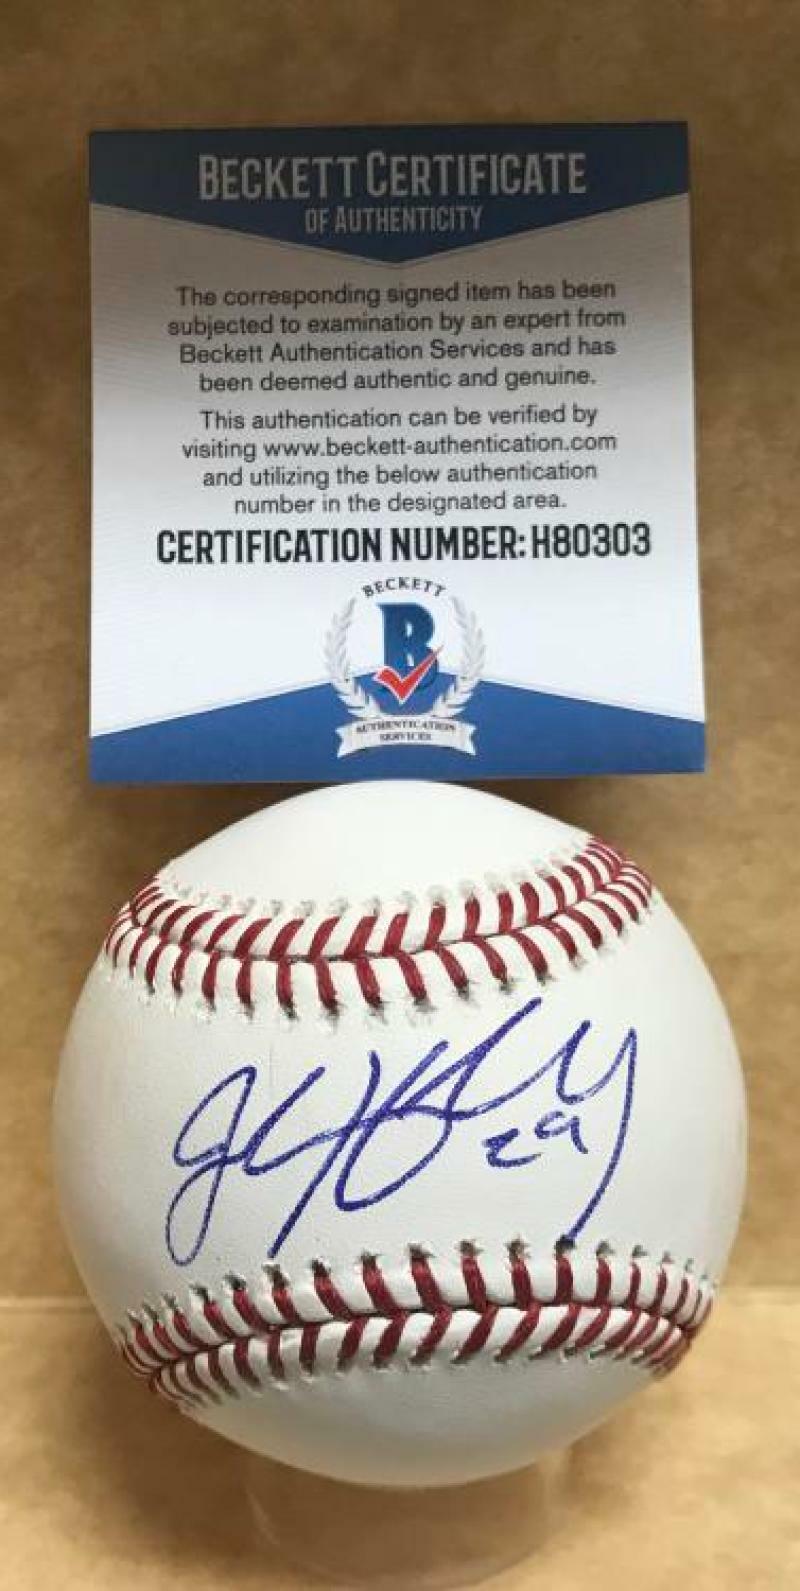 BECKETT CERTIFICATE
OF AUTHENTICITY
The corresponding signed item has been
subjected to examination by an expert from
Beckett Authentication Services and has
been deemed authentic and genuine.
This authentication can be verified by
visiting www.beckett-authentication.com
and utilizing the below authentication
number in the designated area.
CERTIFICATION NUMBER: H80303
BECKETT
B
AUTHENTICATION
SERVICES
29